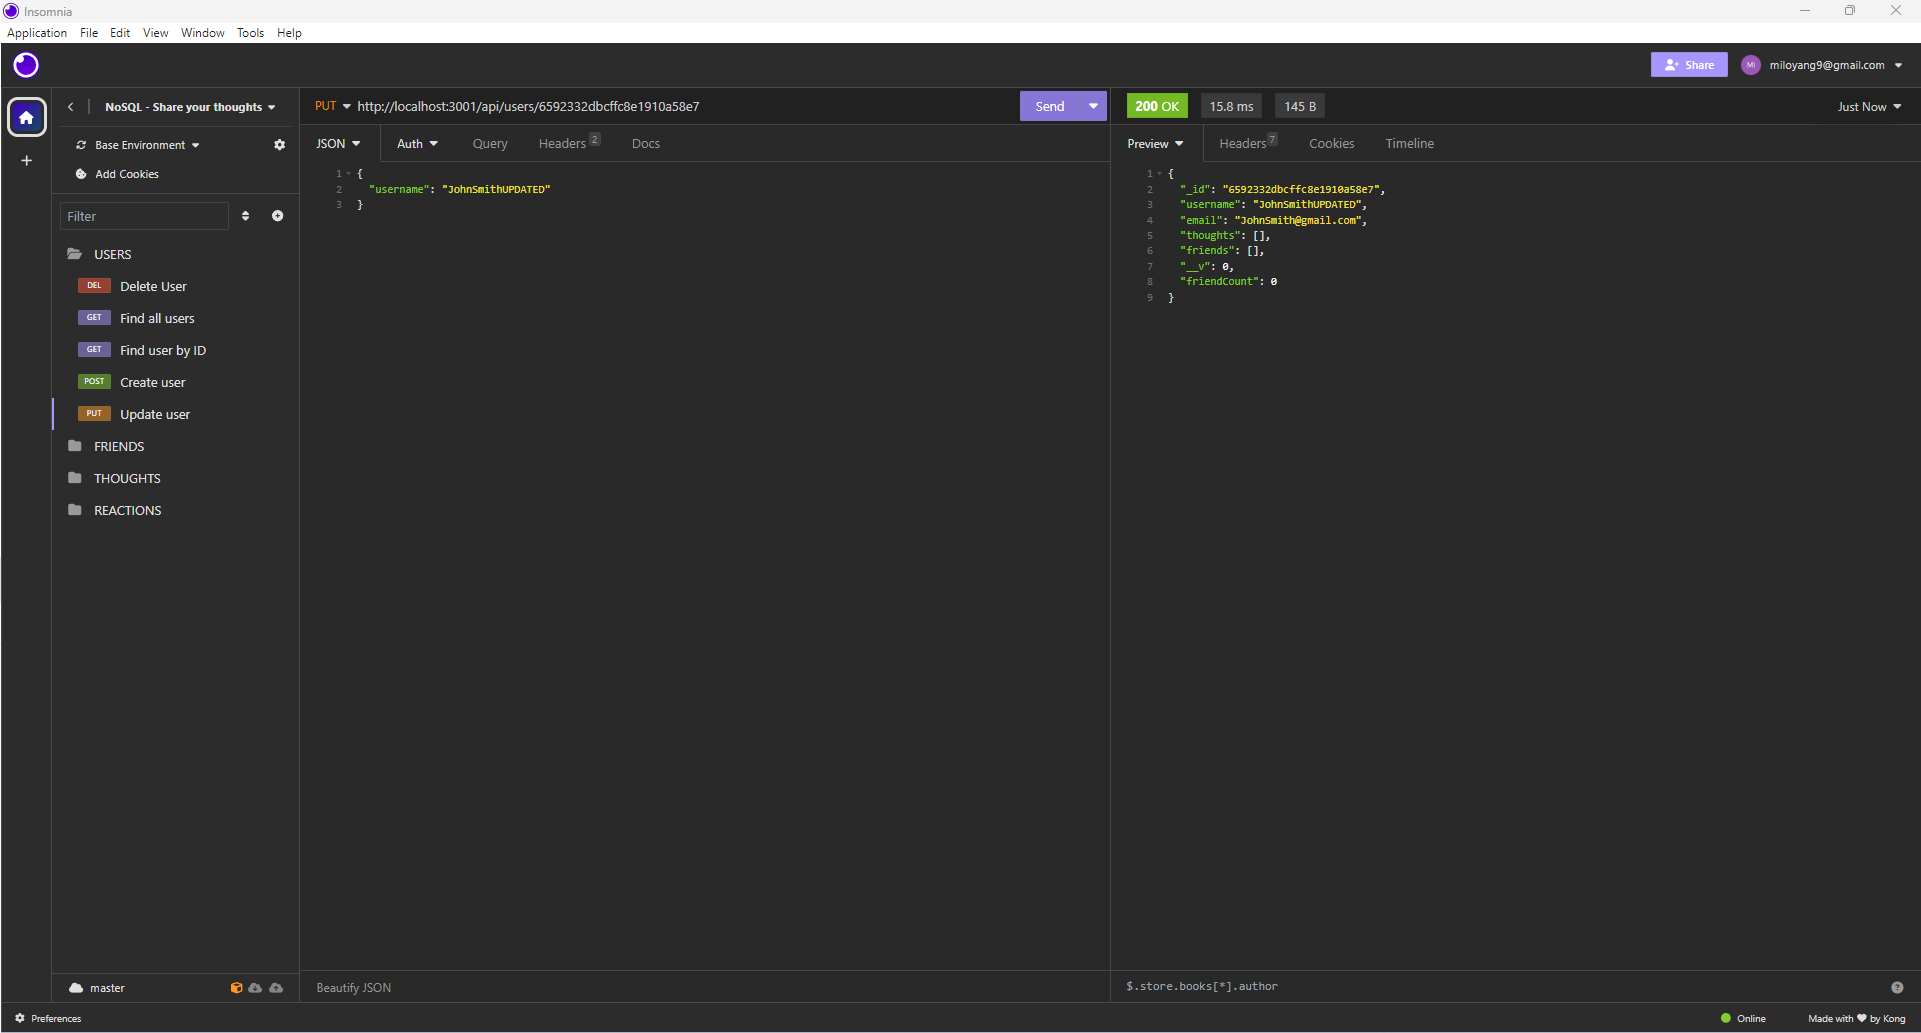 Insomnia
Application File Edit View Window Tools Help
Share MI miloyang9@gmail.com
NoSQL - Share your thoughts
PUT http://localhost:3001/api/users/6592332dbcffc8e1910a58e7 Send
200 OK 15.8 ms 145 B Just Now
Base Environment
Add Cookies
Filter
USERS
DEL Delete User
GET Find all users
GET Find user by ID
POST Create user
PUT Update user
FRIENDS
THOUGHTS
REACTIONS
master
JSON Auth Query Headers 2 Docs
1 {
2 "username": "JohnSmithUPDATED"
3 }
Beautify JSON
Preview Headers 7 Cookies Timeline
1 {
2 "_id": "6592332dbcffc8e1910a58e7",
3 "username": "JohnSmithUPDATED",
4 "email": "JohnSmith@gmail.com",
5 "thoughts": [],
6 "friends": [],
7 "__v": 0,
8 "friendCount": 0
9 }
$.store.books[*].author ?
Preferences
Online Made with ♥ by Kong